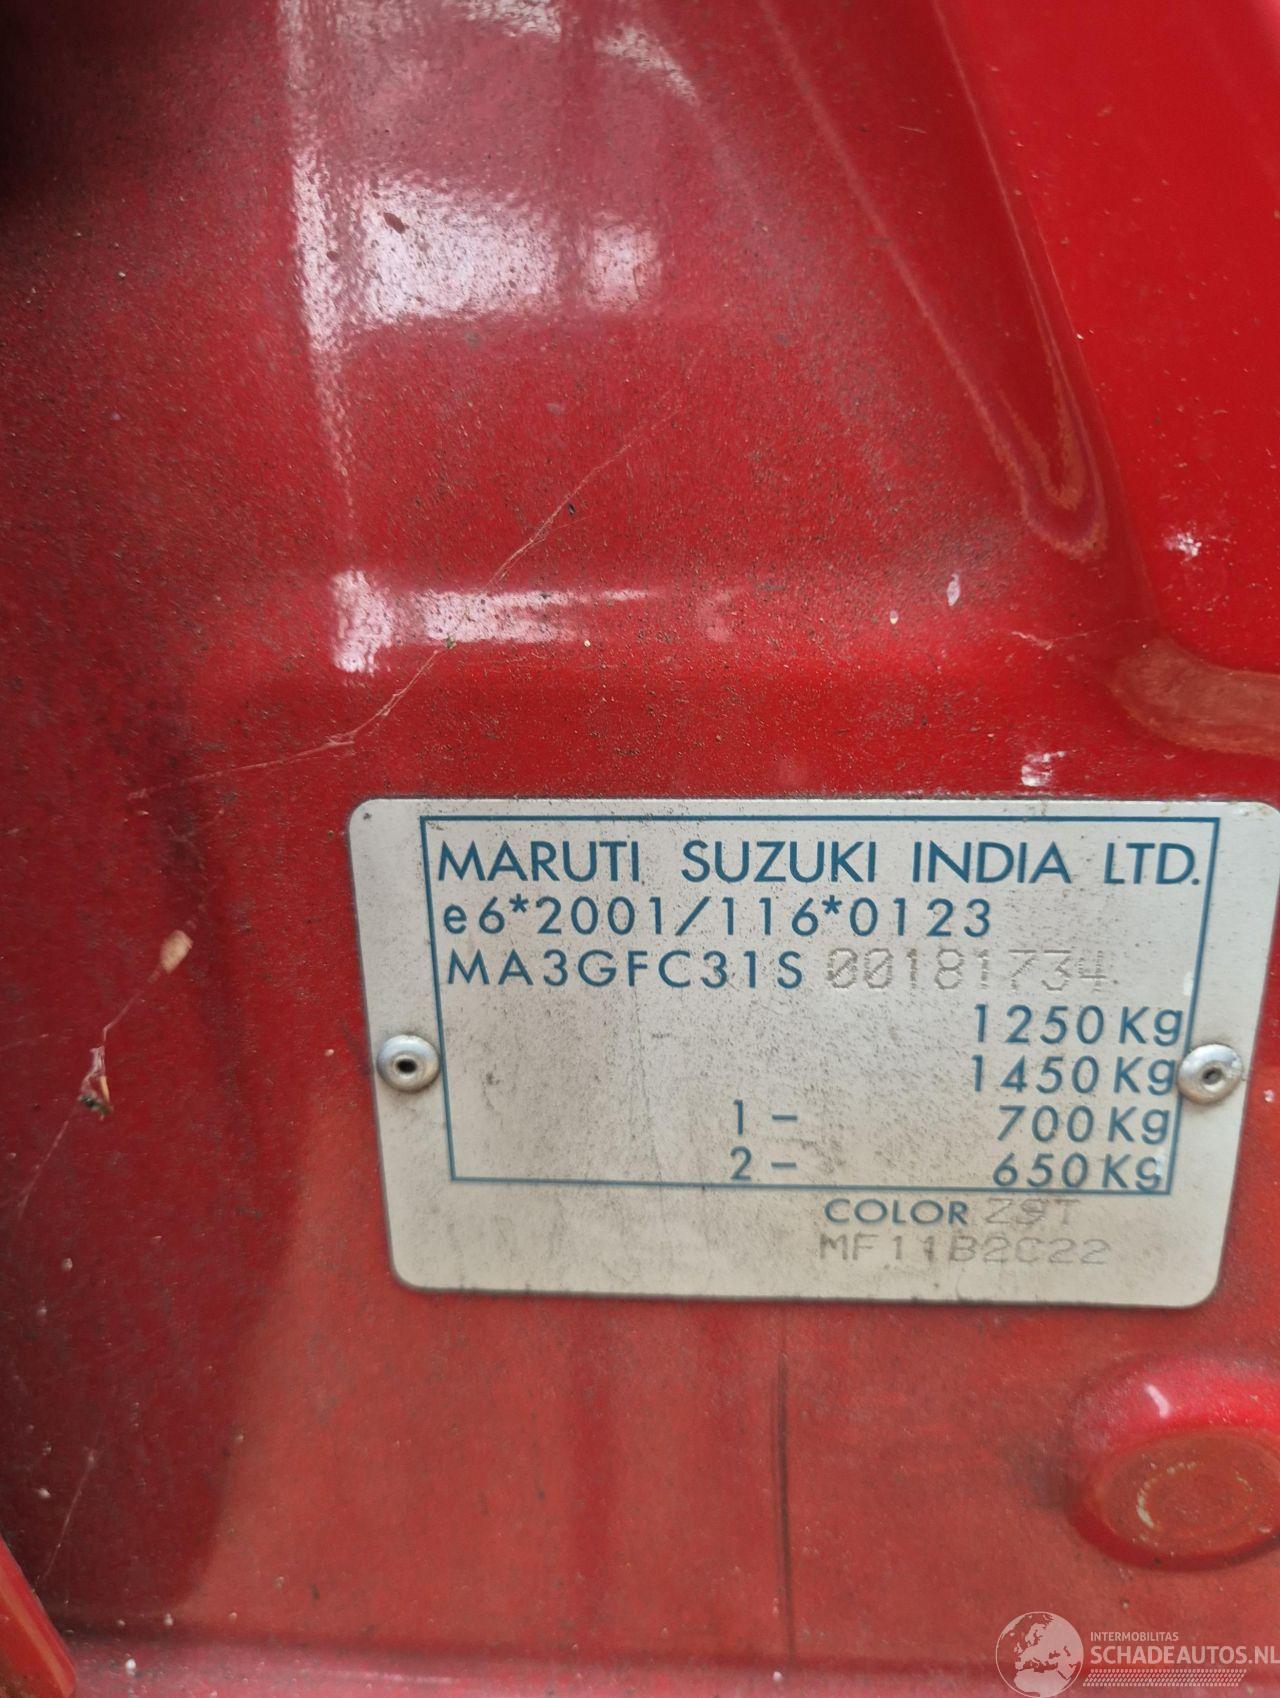 MARUTI SUZUKI INDIA LTD.
e6*2001/116*0123
MA3GFC31S 00181734
1250Kg
1450Kg
1 - 700Kg
2 - 650Kg
COLOR Z9T
MF11B2C22
INTERMOBILITAS
SCHADEAUTOS.NL